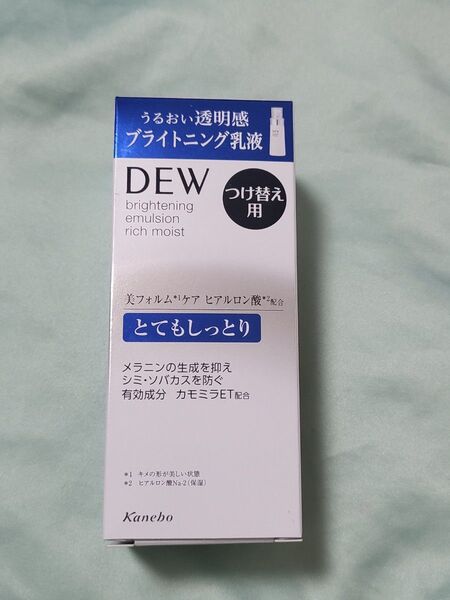 うるおい透明感
ブライトニング乳液
DEW
brightening
emulsion
rich moist
つけ替え
用
美フォルム*1ケア ヒアルロン酸*2配合
とてもしっとり
メラニンの生成を抑え
シミ・ソバカスを防ぐ
有効成分 カモミラET配合
*1 キメの形が美しい状態
*2 ヒアルロン酸Na-2(保湿)
Kanebo